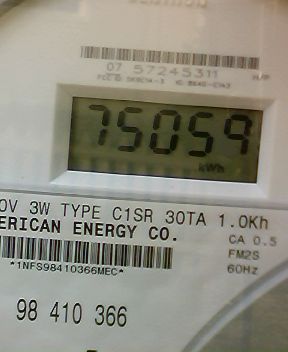 07 57245311
75059
kWh
0V 3W TYPE C1SR 30TA 1.0Kh
ERICAN ENERGY CO.
CA 0.5
FM2S
60Hz
*1NFS98410366MEC*
98 410 366